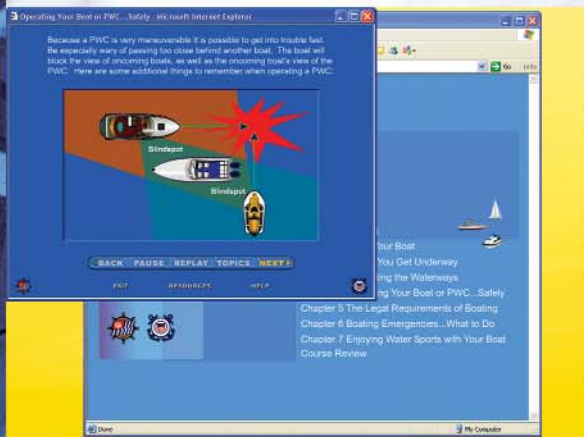 Operating Your Boat or PWC...Safely - Microsoft Internet Explorer
Because a PWC is very maneuverable it is possible to get into trouble fast.
Be especially wary of passing too close behind another boat. The boat will
block the view of oncoming boats, as well as the oncoming boat's view of the
PWC. Here are some additional things to remember when operating a PWC:
Blindspot
Blindspot
BACK PAUSE REPLAY TOPICS NEXT
EXIT RESOURCES HELP
Go Links
Your Boat
You Get Underway
ing the Waterways
ng Your Boat or PWC...Safely
Chapter 5 The Legal Requirements of Boating
Chapter 6 Boating Emergencies...What to Do
Chapter 7 Enjoying Water Sports with Your Boat
Course Review
Done
My Computer